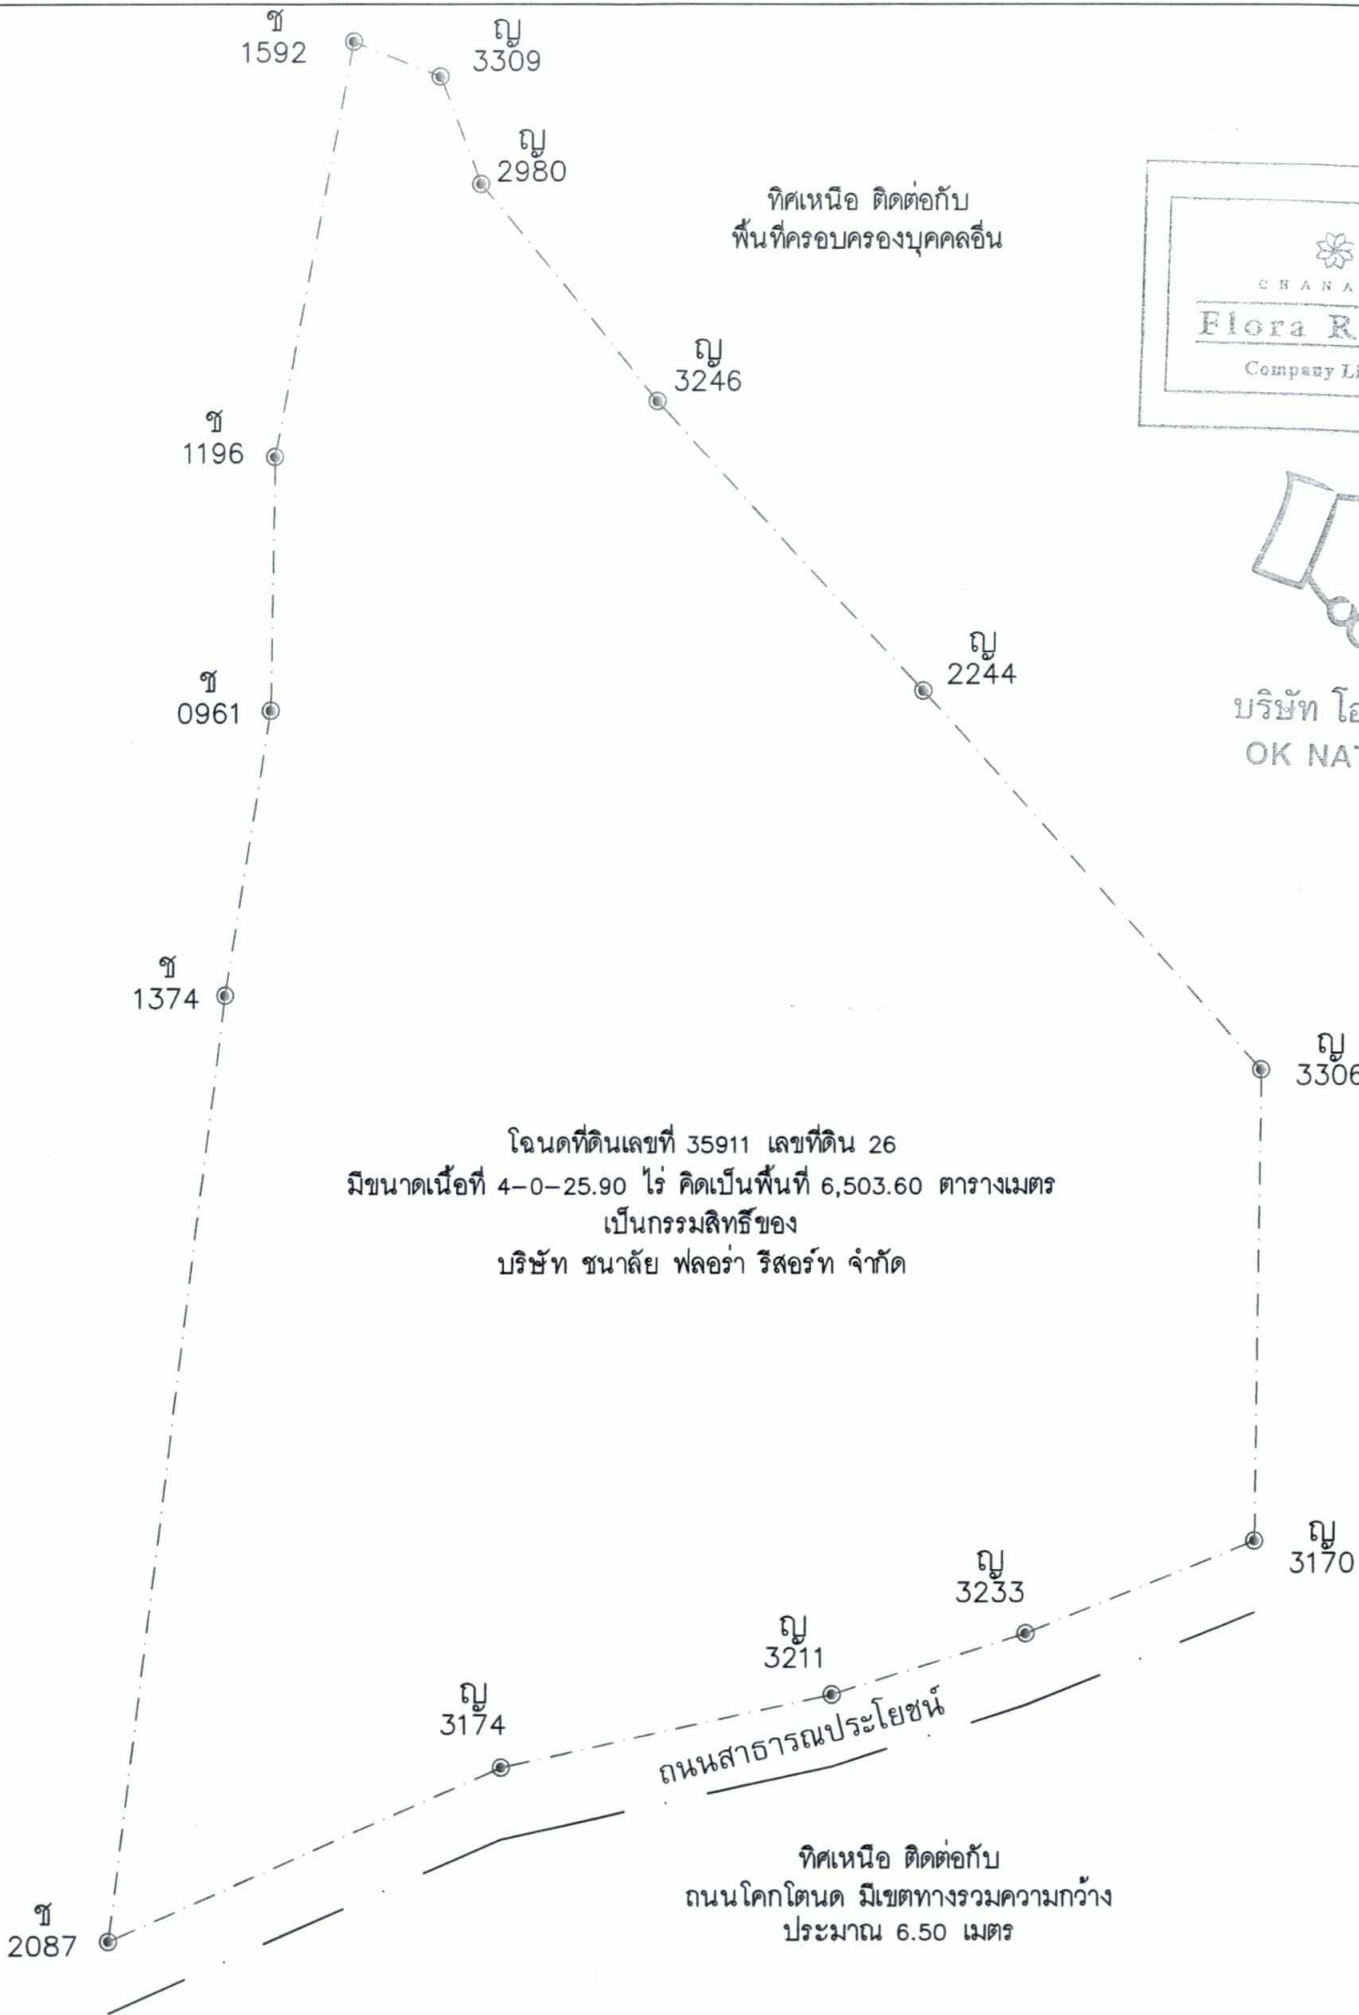 ช
1592
ญ
3309
ญ
2980
ทิศเหนือ ติดต่อกับ
พื้นที่ครอบครองบุคคลอื่น
CHANA
Flora R
Company Li
ญ
3246
ช
1196
ญ
2244
ช
0961
บริษัท โอ
OK NA
ช
1374
ญ
3306
โฉนดที่ดินเลขที่ 35911 เลขที่ดิน 26
มีขนาดเนื้อที่ 4-0-25.90 ไร่ คิดเป็นพื้นที่ 6,503.60 ตารางเมตร
เป็นกรรมสิทธิ์ของ
บริษัท ชนาลัย ฟลอร่า รีสอร์ท จำกัด
ญ
3170
ญ
3233
ญ
3211
ญ
3174
ถนนสาธารณประโยชน์
ทิศเหนือ ติดต่อกับ
ถนนโคกโตนด มีเขตทางรวมความกว้าง
ประมาณ 6.50 เมตร
ช
2087